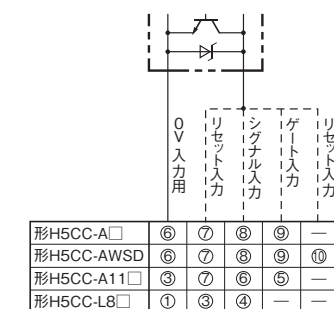 0V入力用
リセット入力
シグナル入力
ゲート入力
リセット入力
形H5CC-A□ ⑥ ⑦ ⑧ ⑨ —
形H5CC-AWSD ⑥ ⑦ ⑧ ⑨ ⑩
形H5CC-A11□ ③ ⑦ ⑥ ⑤ —
形H5CC-L8□ ① ③ ④ — —